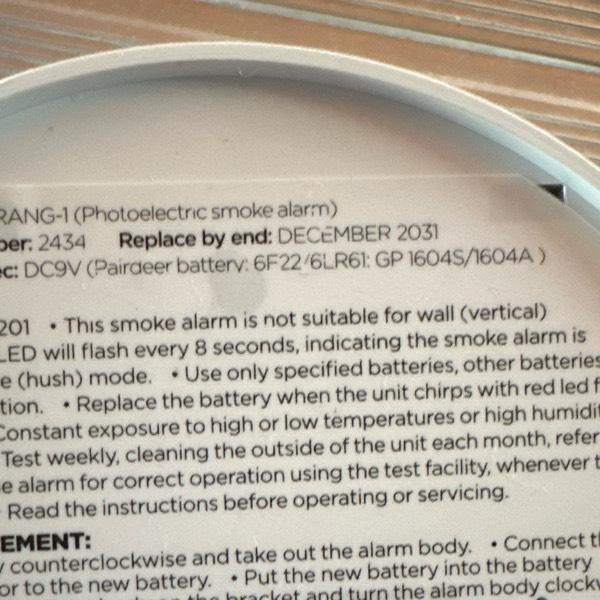 RANG-1 (Photoelectric smoke alarm)
ber: 2434 Replace by end: DECEMBER 2031
ec: DC9V (Pairdeer battery: 6F22/6LR61: GP 1604S/1604A )
201 • This smoke alarm is not suitable for wall (vertical)
LED will flash every 8 seconds, indicating the smoke alarm is
e (hush) mode. • Use only specified batteries, other batteries
tion. • Replace the battery when the unit chirps with red led f
Constant exposure to high or low temperatures or high humidit
Test weekly, cleaning the outside of the unit each month, refer
e alarm for correct operation using the test facility, whenever t
Read the instructions before operating or servicing.
EMENT:
y counterclockwise and take out the alarm body. • Connect th
or to the new battery. • Put the new battery into the battery
the bracket and turn the alarm body clockw